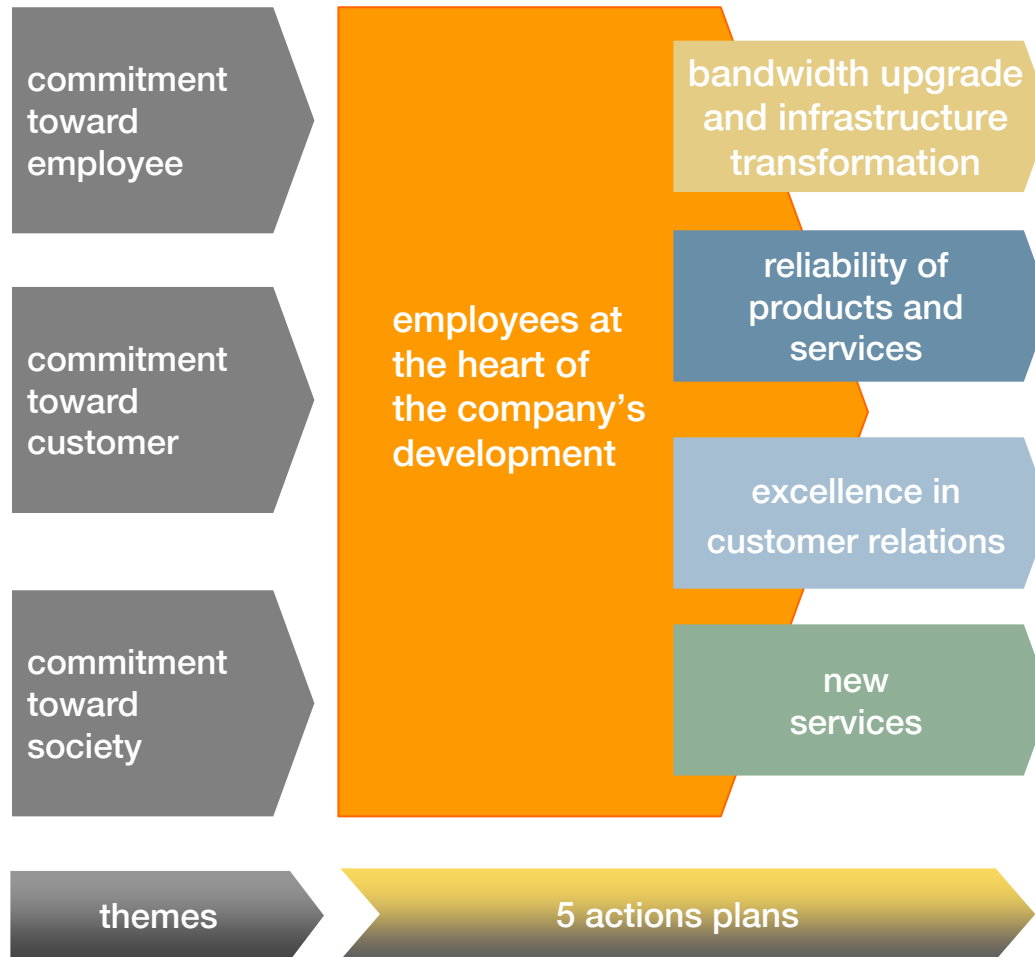 commitment
toward
employee
commitment
toward
customer
commitment
toward
society
employees at
the heart of
the company’s
development
bandwidth upgrade
and infrastructure
transformation
reliability of
products and
services
excellence in
customer relations
new
services
themes
5 actions plans